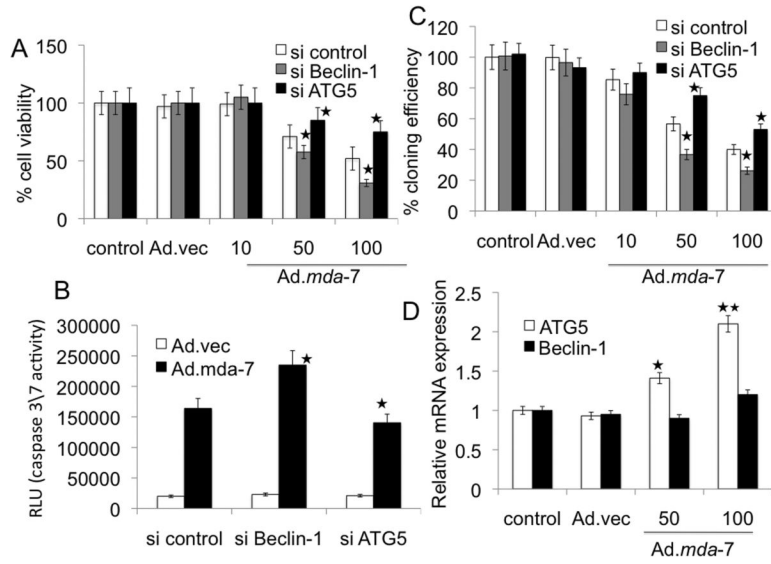 A
si control
si Beclin-1
si ATG5
% cell viability
150
100
50
0
control Ad.vec 10 50 100
Ad.mda-7
★
★
★
★
B
Ad.vec
Ad.mda-7
RLU (caspase 3\7 activity)
300000
250000
200000
150000
100000
50000
0
si control si Beclin-1 si ATG5
★
★
C
si control
si Beclin-1
si ATG5
% cloning efficiency
120
100
80
60
40
20
0
control Ad.vec 10 50 100
Ad.mda-7
★
★
★
★
D
ATG5
Beclin-1
Relative mRNA expression
2.5
2
1.5
1
0.5
0
control Ad.vec 50 100
Ad.mda-7
★
★★